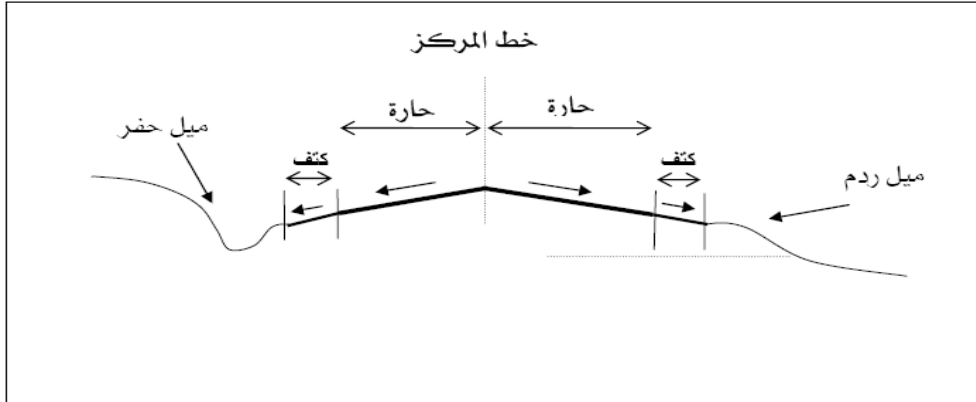 خط المركز
حارة
حارة
ميل حفر
كتف
كتف
ميل ردم